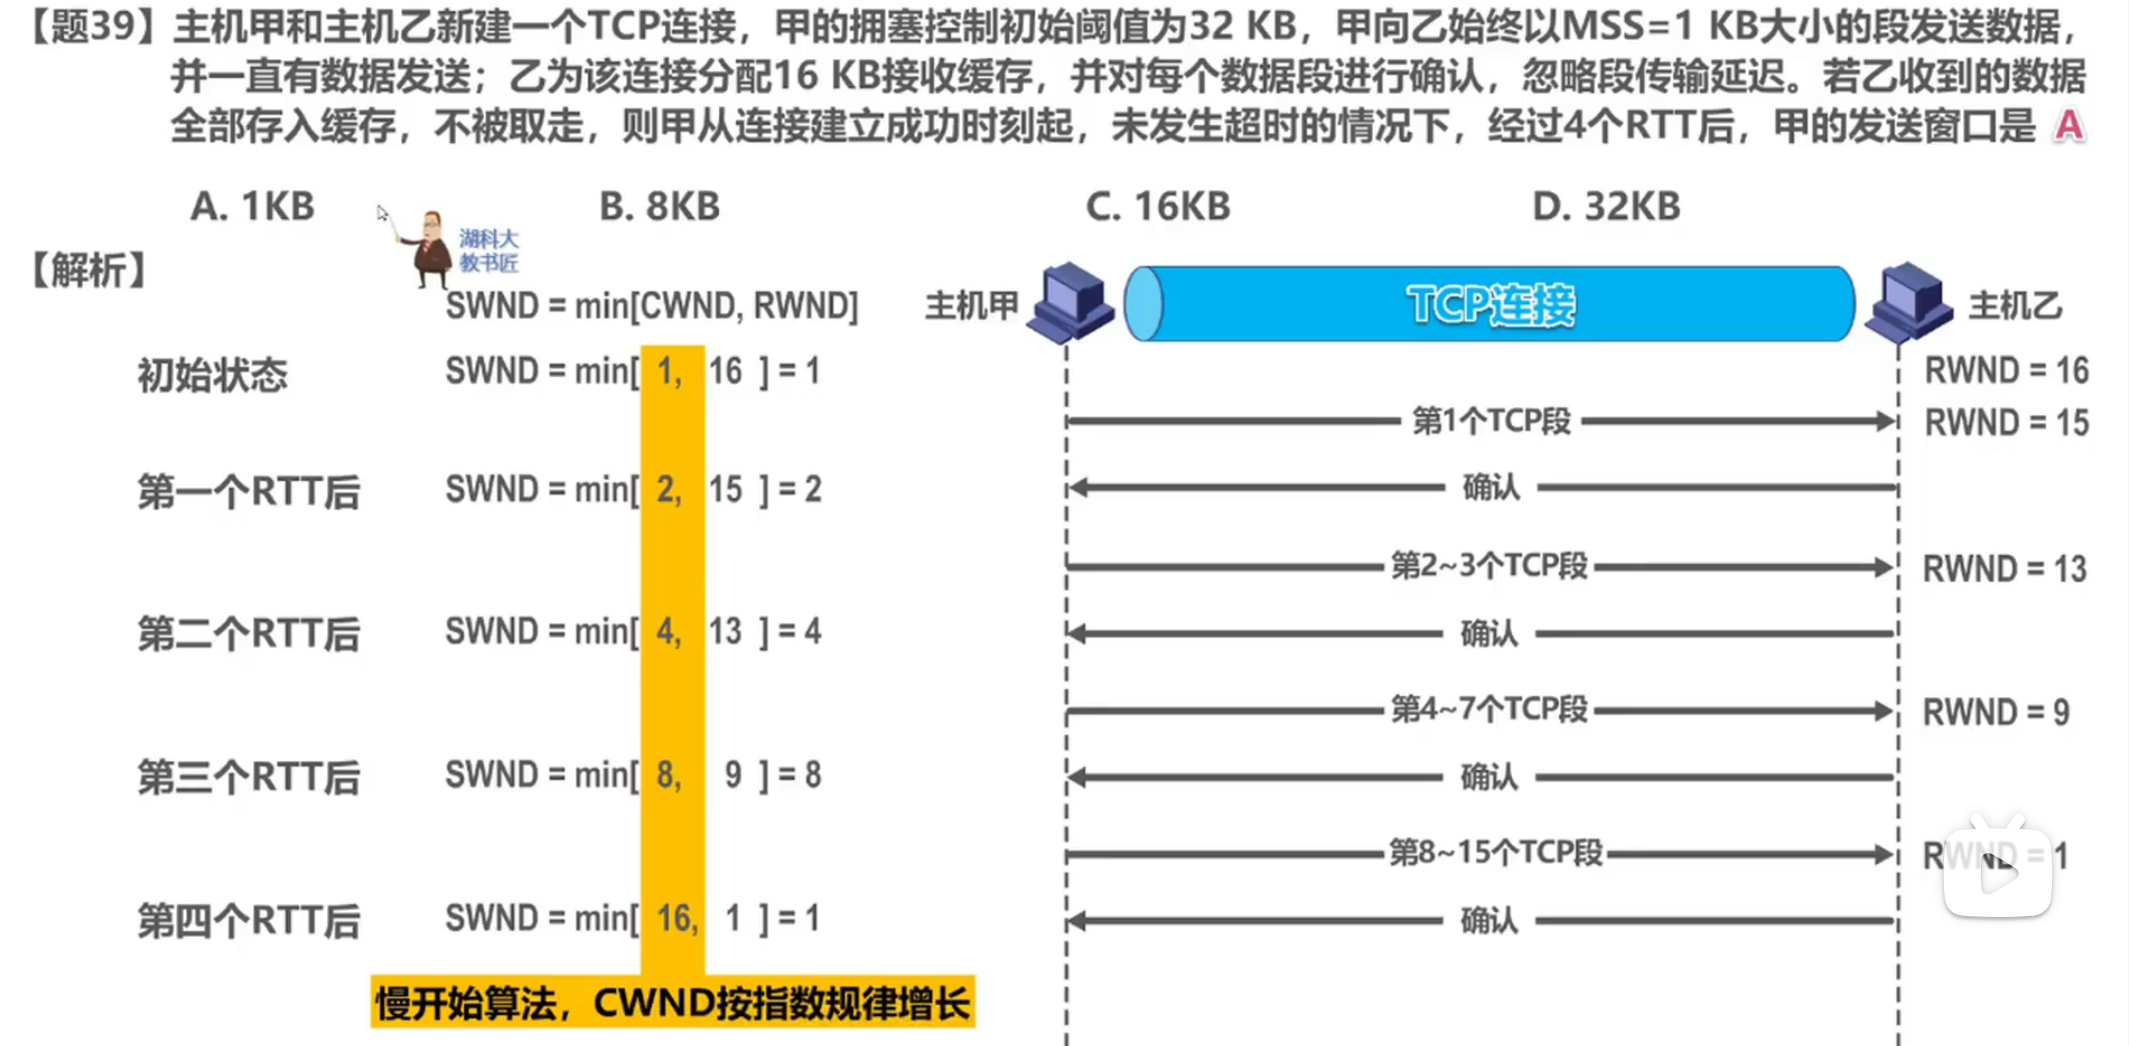 【题39】主机甲和主机乙新建一个TCP连接，甲的拥塞控制初始阈值为32 KB，甲向乙始终以MSS=1 KB大小的段发送数据，
并一直有数据发送；乙为该连接分配16 KB接收缓存，并对每个数据段进行确认，忽略段传输延迟。若乙收到的数据
全部存入缓存，不被取走，则甲从连接建立成功时刻起，未发生超时的情况下，经过4个RTT后，甲的发送窗口是 A
A. 1KB B. 8KB C. 16KB D. 32KB
湖科大
教书匠
【解析】
SWND = min[CWND, RWND] 主机甲 TCP连接 主机乙
初始状态 SWND = min[ 1, 16 ] = 1 RWND = 16
第1个TCP段 RWND = 15
第一个RTT后 SWND = min[ 2, 15 ] = 2 确认
第2~3个TCP段 RWND = 13
第二个RTT后 SWND = min[ 4, 13 ] = 4 确认
第4~7个TCP段 RWND = 9
第三个RTT后 SWND = min[ 8, 9 ] = 8 确认
第8~15个TCP段 RWND = 1
第四个RTT后 SWND = min[ 16, 1 ] = 1 确认
慢开始算法，CWND按指数规律增长